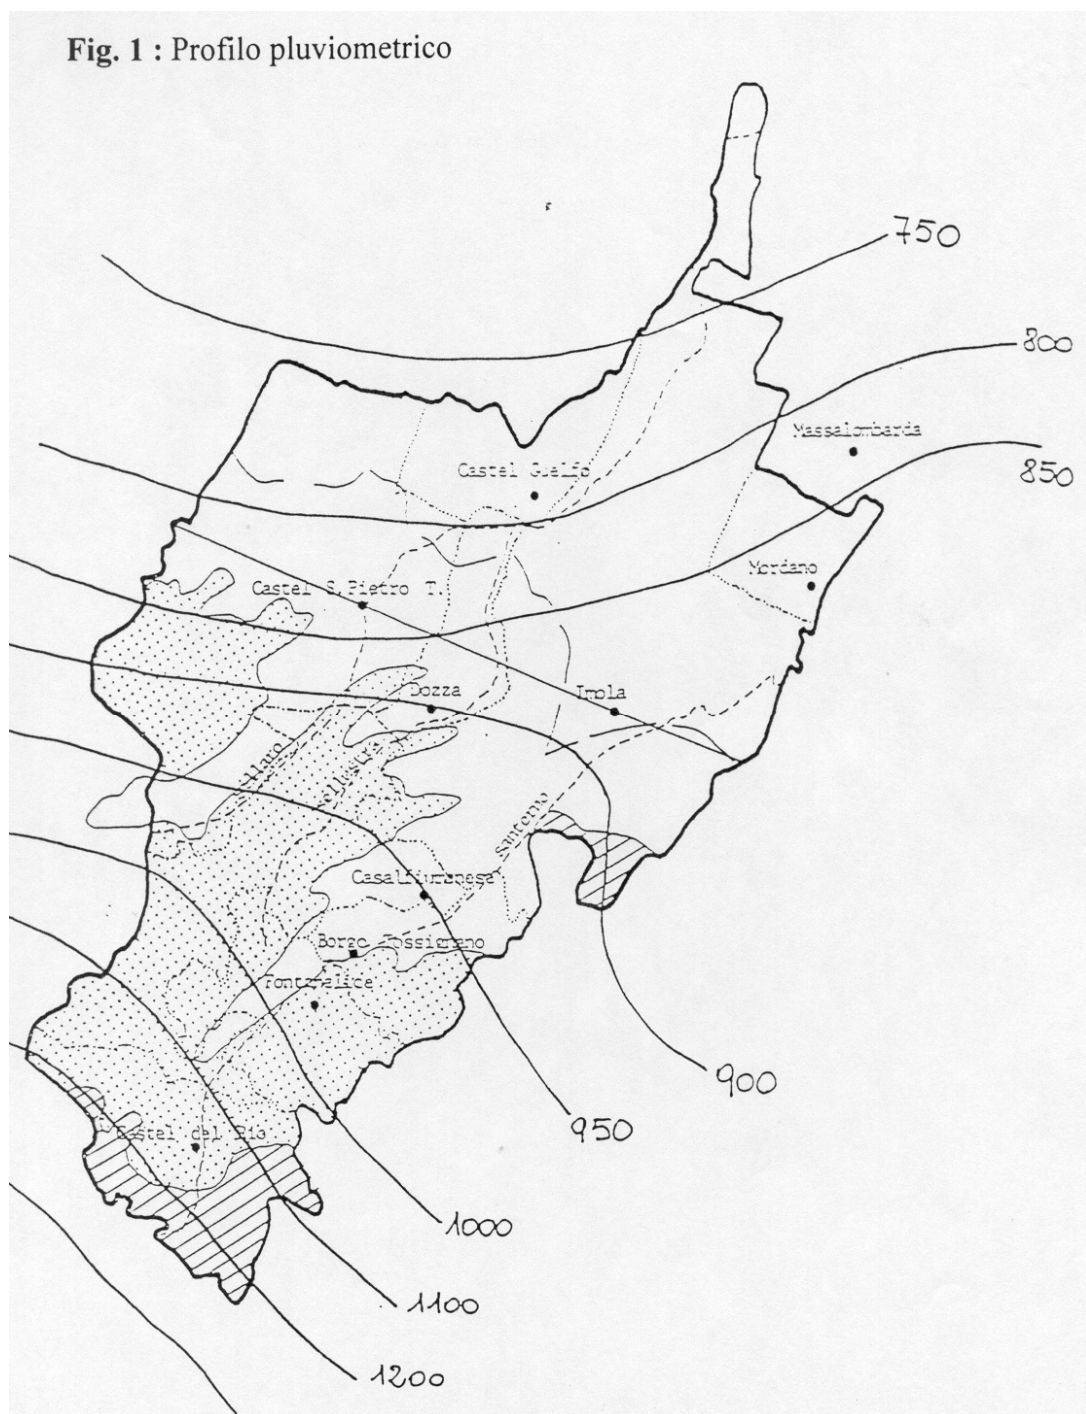 Fig. 1 : Profilo pluviometrico
750
800
Massalombarda
850
Castel Guelfo
Mordano
Castel S.Pietro T.
Dozza
Imola
Santerno
Borgo Tossignano
Fontanelice
900
950
Castel del Rio
1000
1100
1200